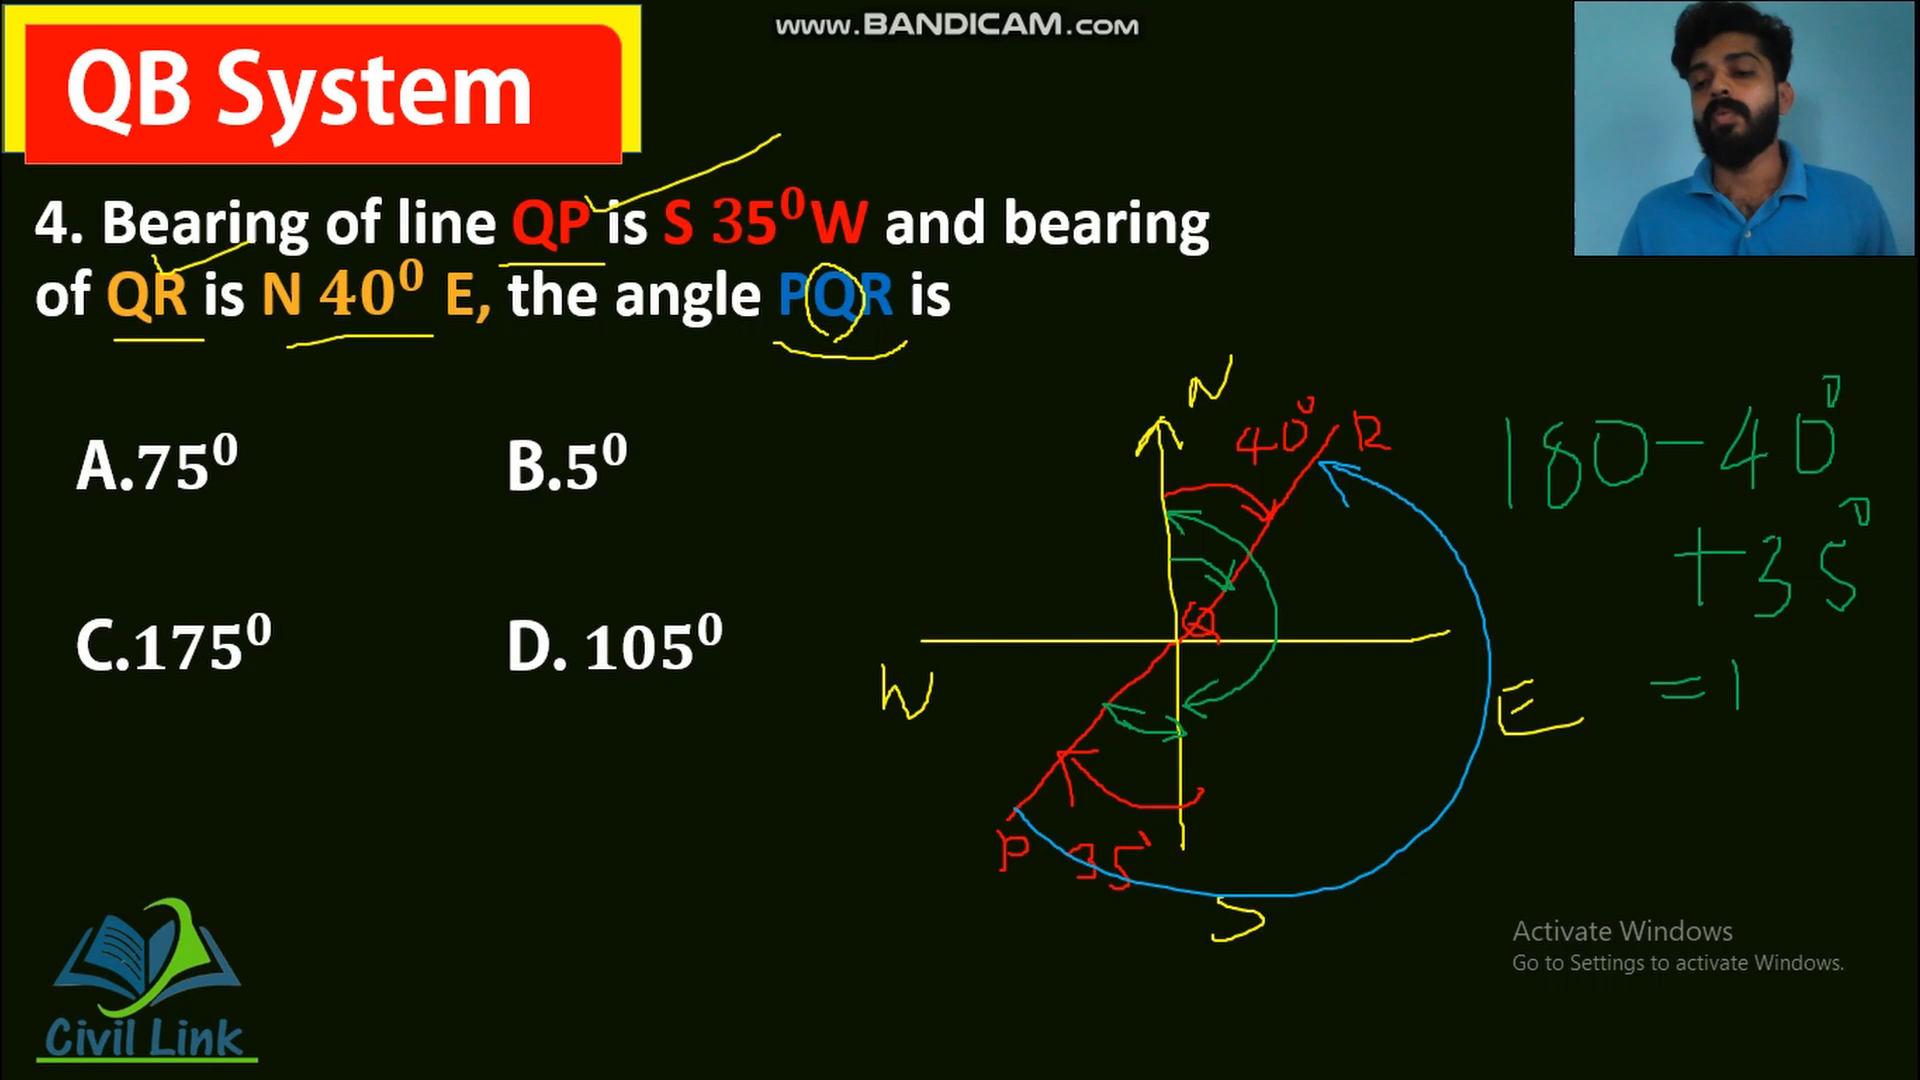 www.BANDICAM.com
QB System
4. Bearing of line QP is S 35⁰W and bearing
of QR is N 40⁰ E, the angle PQR is
A.75⁰ B.5⁰
C.175⁰ D. 105⁰
N
40⁰ R
180-40⁰
+35⁰
Q
W
E
=1
P 35
S
Activate Windows
Go to Settings to activate Windows.
Civil Link